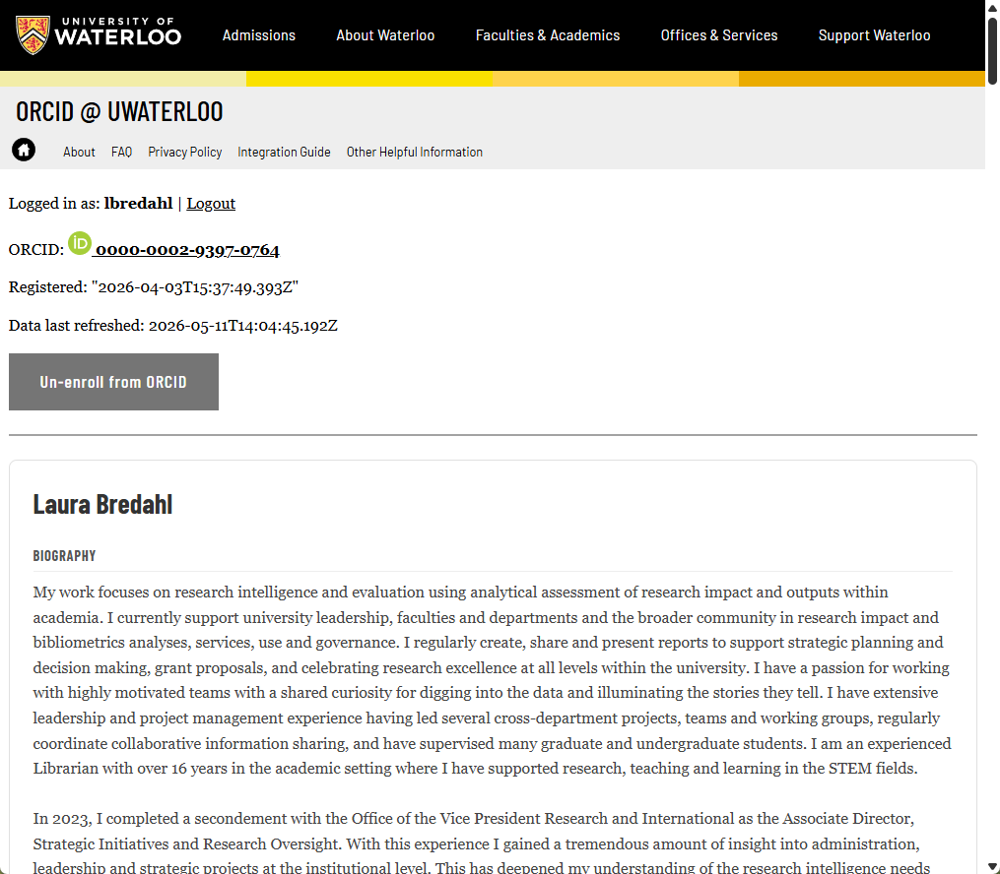 UNIVERSITY OF
WATERLOO
Admissions About Waterloo Faculties & Academics Offices & Services Support Waterloo
ORCID @ UWATERLOO
About FAQ Privacy Policy Integration Guide Other Helpful Information
Logged in as: lbredahl | Logout
ORCID: iD 0000-0002-9397-0764
Registered: "2026-04-03T15:37:49.393Z"
Data last refreshed: 2026-05-11T14:04:45.192Z
Un-enroll from ORCID
Laura Bredahl
BIOGRAPHY
My work focuses on research intelligence and evaluation using analytical assessment of research impact and outputs within
academia. I currently support university leadership, faculties and departments and the broader community in research impact and
bibliometrics analyses, services, use and governance. I regularly create, share and present reports to support strategic planning and
decision making, grant proposals, and celebrating research excellence at all levels within the university. I have a passion for working
with highly motivated teams with a shared curiosity for digging into the data and illuminating the stories they tell. I have extensive
leadership and project management experience having led several cross-department projects, teams and working groups, regularly
coordinate collaborative information sharing, and have supervised many graduate and undergraduate students. I am an experienced
Librarian with over 16 years in the academic setting where I have supported research, teaching and learning in the STEM fields.
In 2023, I completed a secondement with the Office of the Vice President Research and International as the Associate Director,
Strategic Initiatives and Research Oversight. With this experience I gained a tremendous amount of insight into administration,
leadership and strategic projects at the institutional level. This has deepened my understanding of the research intelligence needs